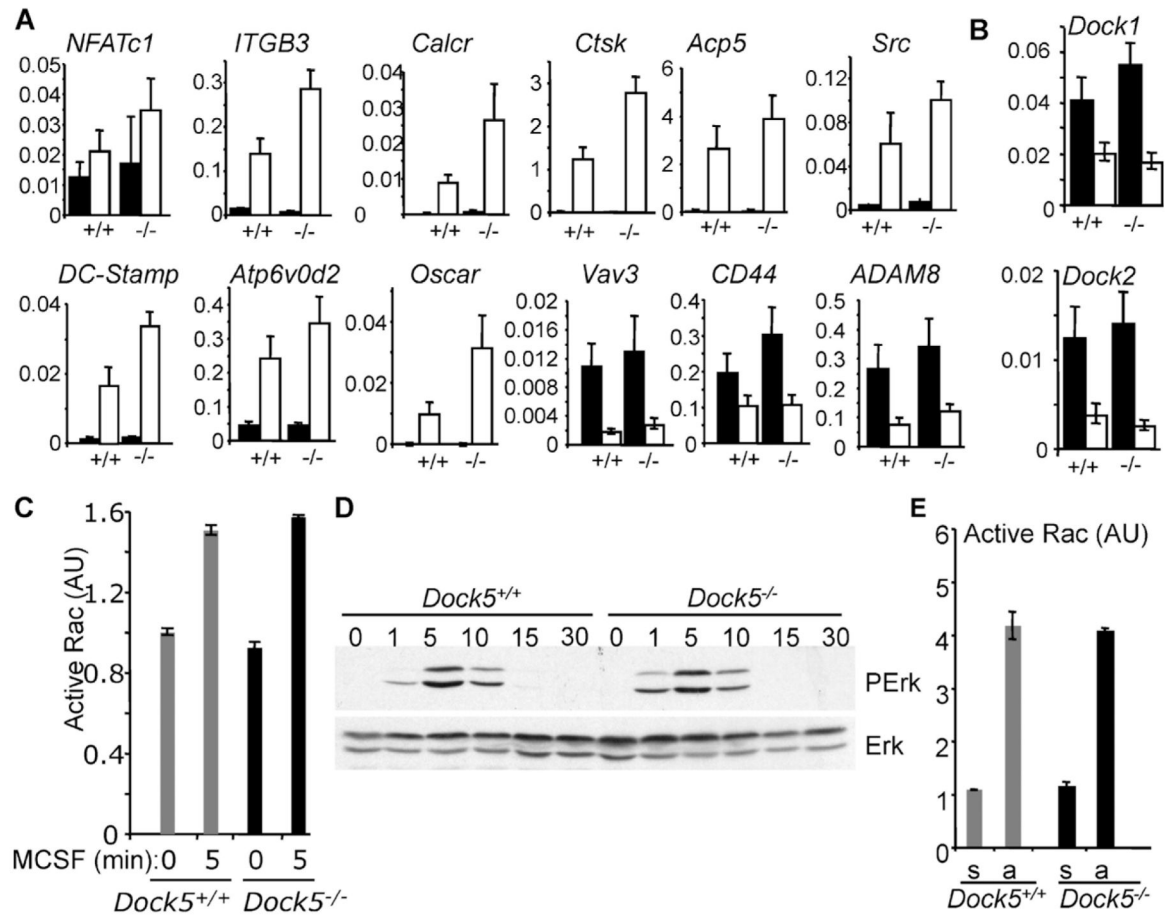 A
NFATc1 ITGB3 Calcr Ctsk Acp5 Src
0.05 0.04 0.03 0.02 0.01 0
0.3 0.2 0.1 0
0.04 0.03 0.02 0.01 0
3 2 1 0
6 4 2 0
0.12 0.08 0.04 0
+/+ -/- +/+ -/- +/+ -/- +/+ -/- +/+ -/- +/+ -/-
DC-Stamp Atp6v0d2 Oscar Vav3 CD44 ADAM8
0.04 0.02 0
0.4 0.3 0.2 0.1 0
0.04 0.02 0
0.02 0.016 0.012 0.008 0.004 0
0.4 0.3 0.2 0.1 0
0.5 0.4 0.3 0.2 0.1 0
+/+ -/- +/+ -/- +/+ -/- +/+ -/- +/+ -/- +/+ -/-
B
Dock1
0.06 0.04 0.02 0
+/+ -/-
Dock2
0.02 0.01 0
+/+ -/-
C
Active Rac (AU)
1.6
1.2
0.8
0.4
0
MCSF (min): 0 5 0 5
Dock5+/+ Dock5-/-
D
Dock5+/+ Dock5-/-
0 1 5 10 15 30 0 1 5 10 15 30
PErk
Erk
E
Active Rac (AU)
6
5
4
3
2
1
0
s a s a
Dock5+/+ Dock5-/-